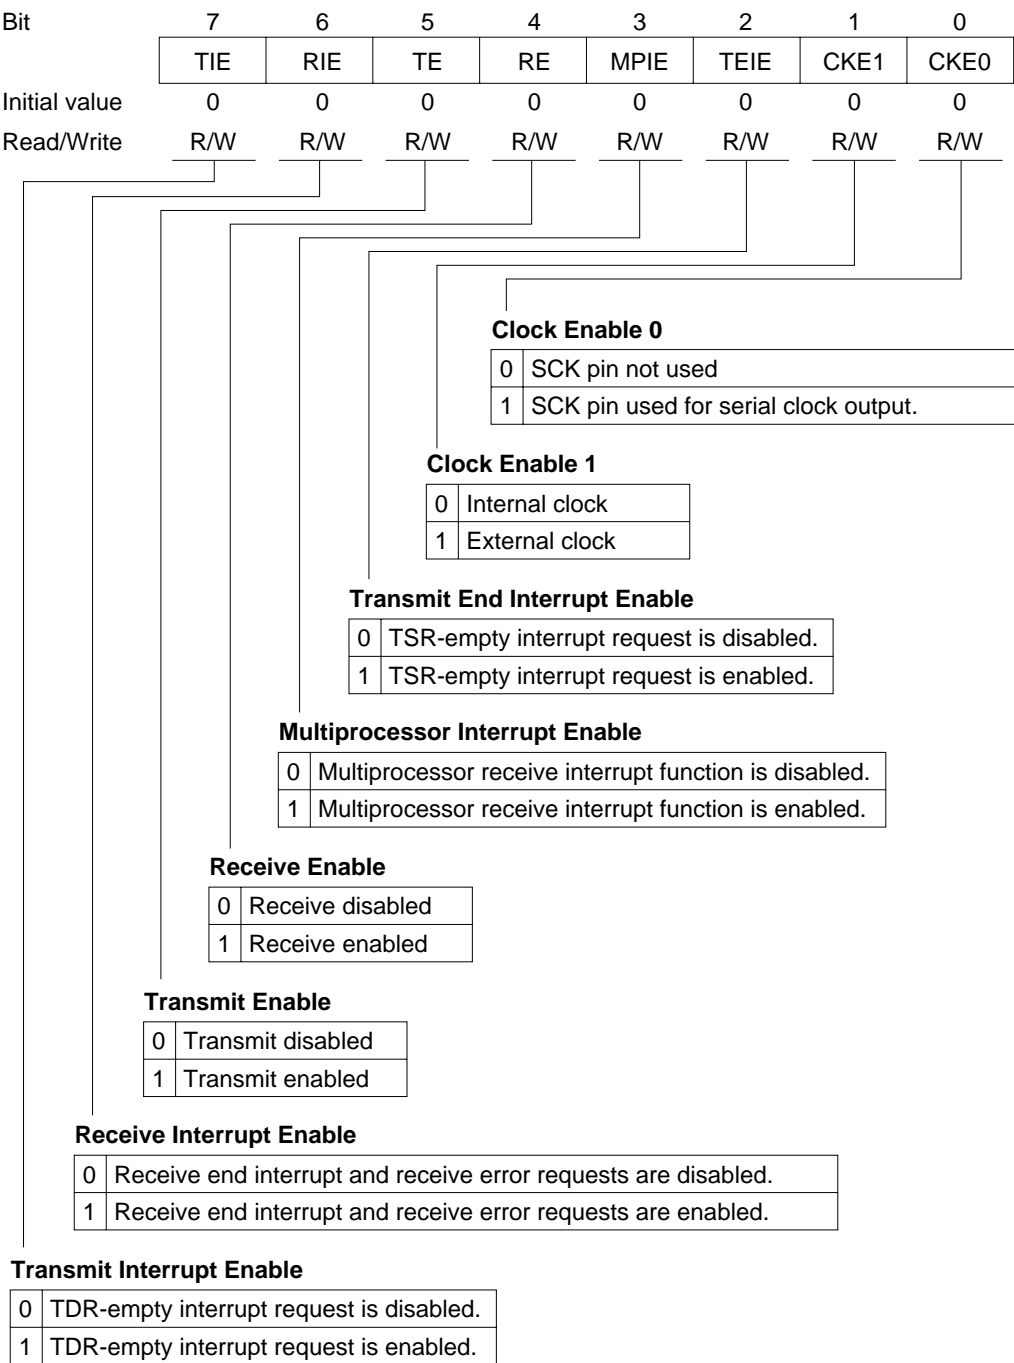 Bit 7 6 5 4 3 2 1 0
TIE RIE TE RE MPIE TEIE CKE1 CKE0
Initial value 0 0 0 0 0 0 0 0
Read/Write R/W R/W R/W R/W R/W R/W R/W R/W
Clock Enable 0
0 SCK pin not used
1 SCK pin used for serial clock output.
Clock Enable 1
0 Internal clock
1 External clock
Transmit End Interrupt Enable
0 TSR-empty interrupt request is disabled.
1 TSR-empty interrupt request is enabled.
Multiprocessor Interrupt Enable
0 Multiprocessor receive interrupt function is disabled.
1 Multiprocessor receive interrupt function is enabled.
Receive Enable
0 Receive disabled
1 Receive enabled
Transmit Enable
0 Transmit disabled
1 Transmit enabled
Receive Interrupt Enable
0 Receive end interrupt and receive error requests are disabled.
1 Receive end interrupt and receive error requests are enabled.
Transmit Interrupt Enable
0 TDR-empty interrupt request is disabled.
1 TDR-empty interrupt request is enabled.